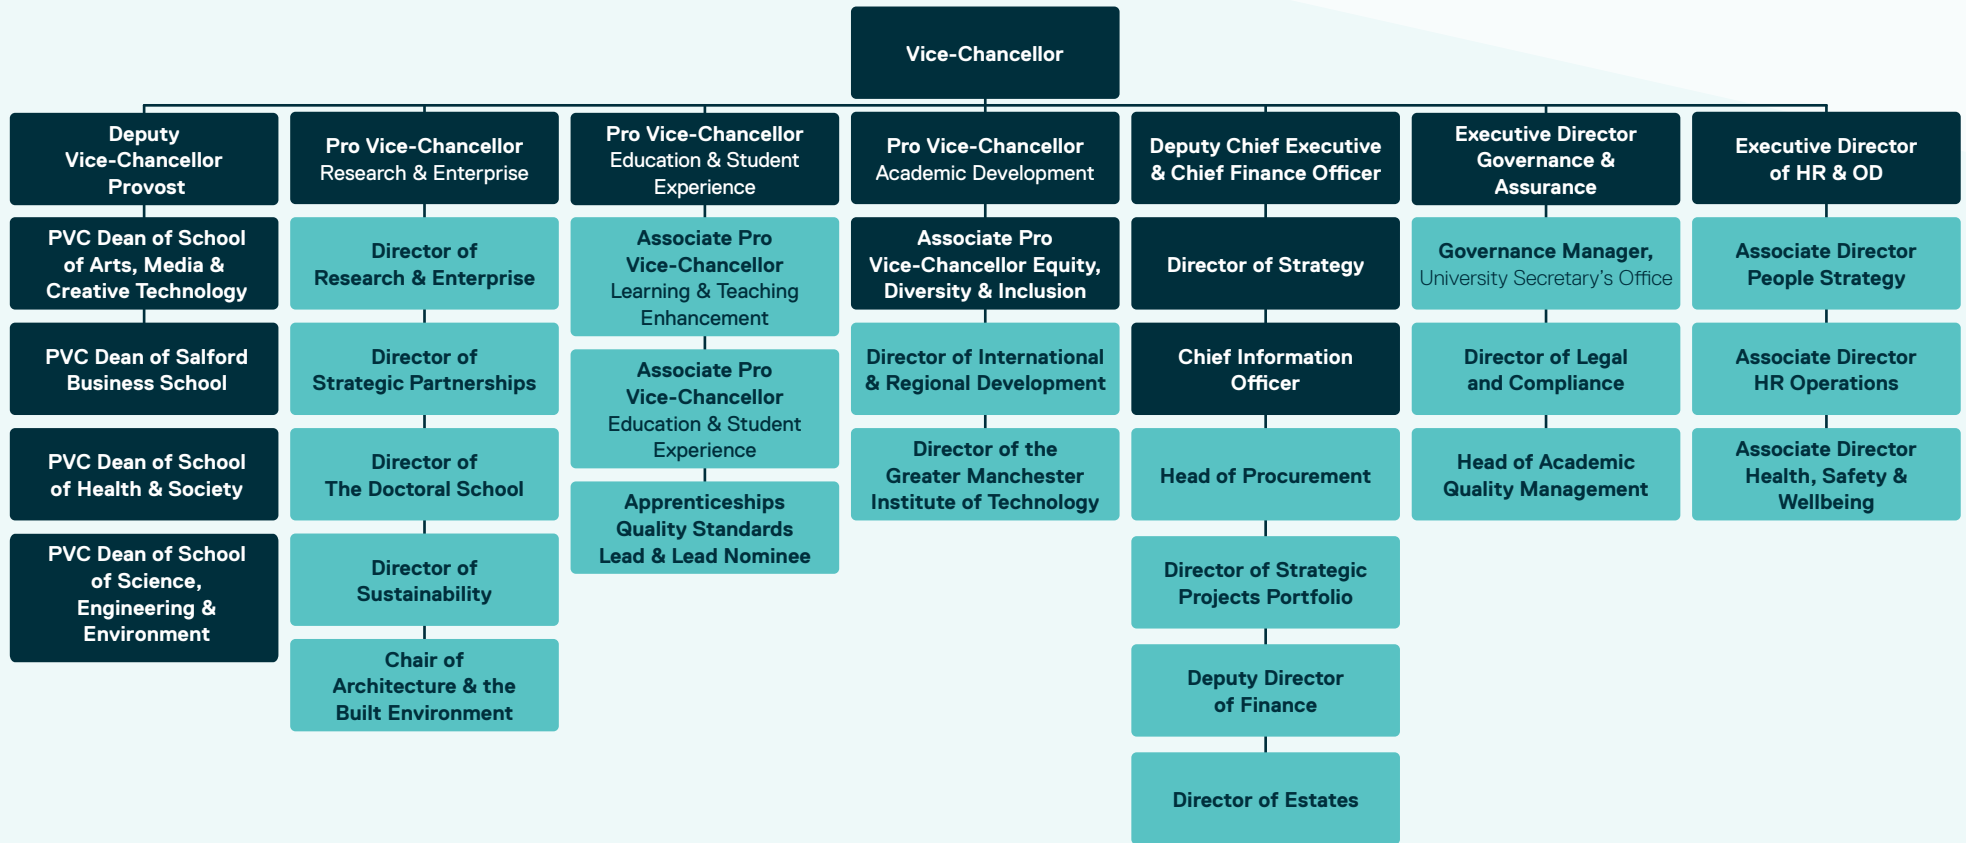 Vice-Chancellor
Deputy
Vice-Chancellor
Provost
PVC Dean of School
of Arts, Media &
Creative Technology
PVC Dean of Salford
Business School
PVC Dean of School
of Health & Society
PVC Dean of School
of Science,
Engineering &
Environment
Pro Vice-Chancellor
Research & Enterprise
Director of
Research & Enterprise
Director of
Strategic Partnerships
Director of
The Doctoral School
Director of
Sustainability
Chair of
Architecture & the
Built Environment
Pro Vice-Chancellor
Education & Student
Experience
Associate Pro
Vice-Chancellor
Learning & Teaching
Enhancement
Associate Pro
Vice-Chancellor
Education & Student
Experience
Apprenticeships
Quality Standards
Lead & Lead Nominee
Pro Vice-Chancellor
Academic Development
Associate Pro
Vice-Chancellor Equity,
Diversity & Inclusion
Director of International
& Regional Development
Director of the
Greater Manchester
Institute of Technology
Deputy Chief Executive
& Chief Finance Officer
Director of Strategy
Chief Information
Officer
Head of Procurement
Director of Strategic
Projects Portfolio
Deputy Director
of Finance
Director of Estates
Executive Director
Governance &
Assurance
Governance Manager,
University Secretary's Office
Director of Legal
and Compliance
Head of Academic
Quality Management
Executive Director
of HR & OD
Associate Director
People Strategy
Associate Director
HR Operations
Associate Director
Health, Safety &
Wellbeing